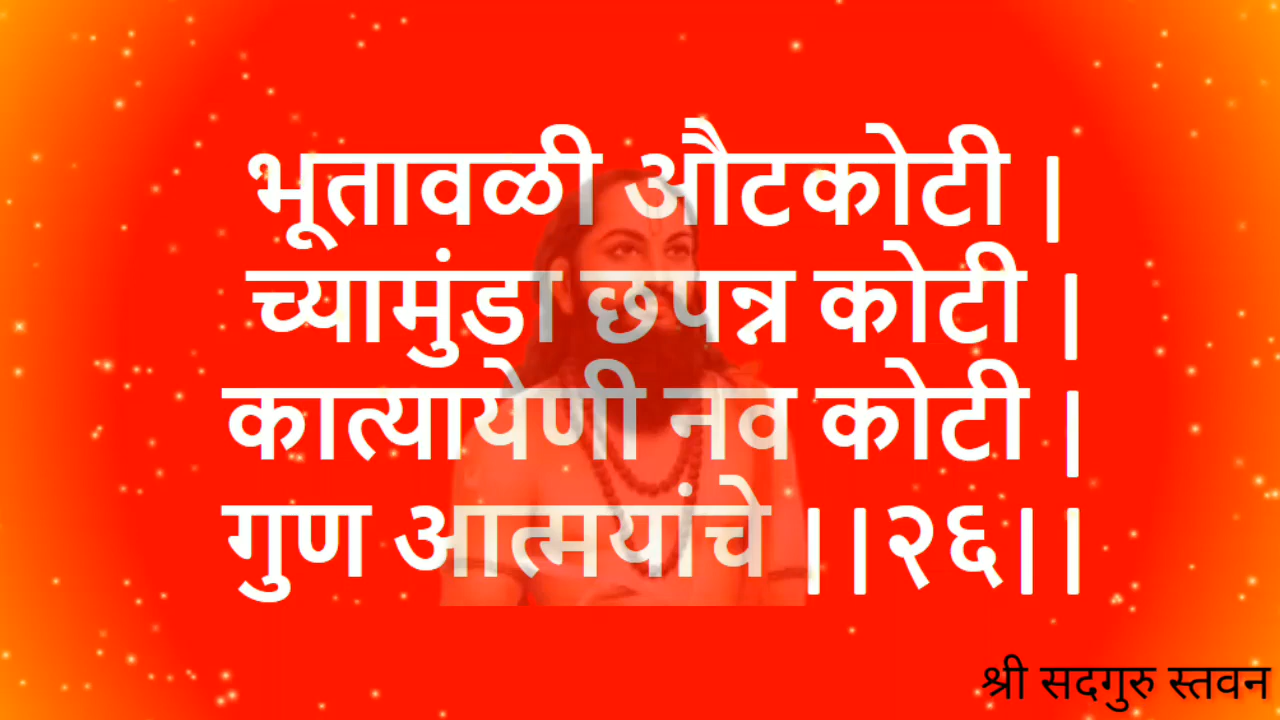 भूतावळी औटकोटी |
च्यामुंडा छपन्न कोटी |
कात्यायेणी नव कोटी |
गुण आत्मयांचे ||२६||
श्री सदगुरु स्तवन